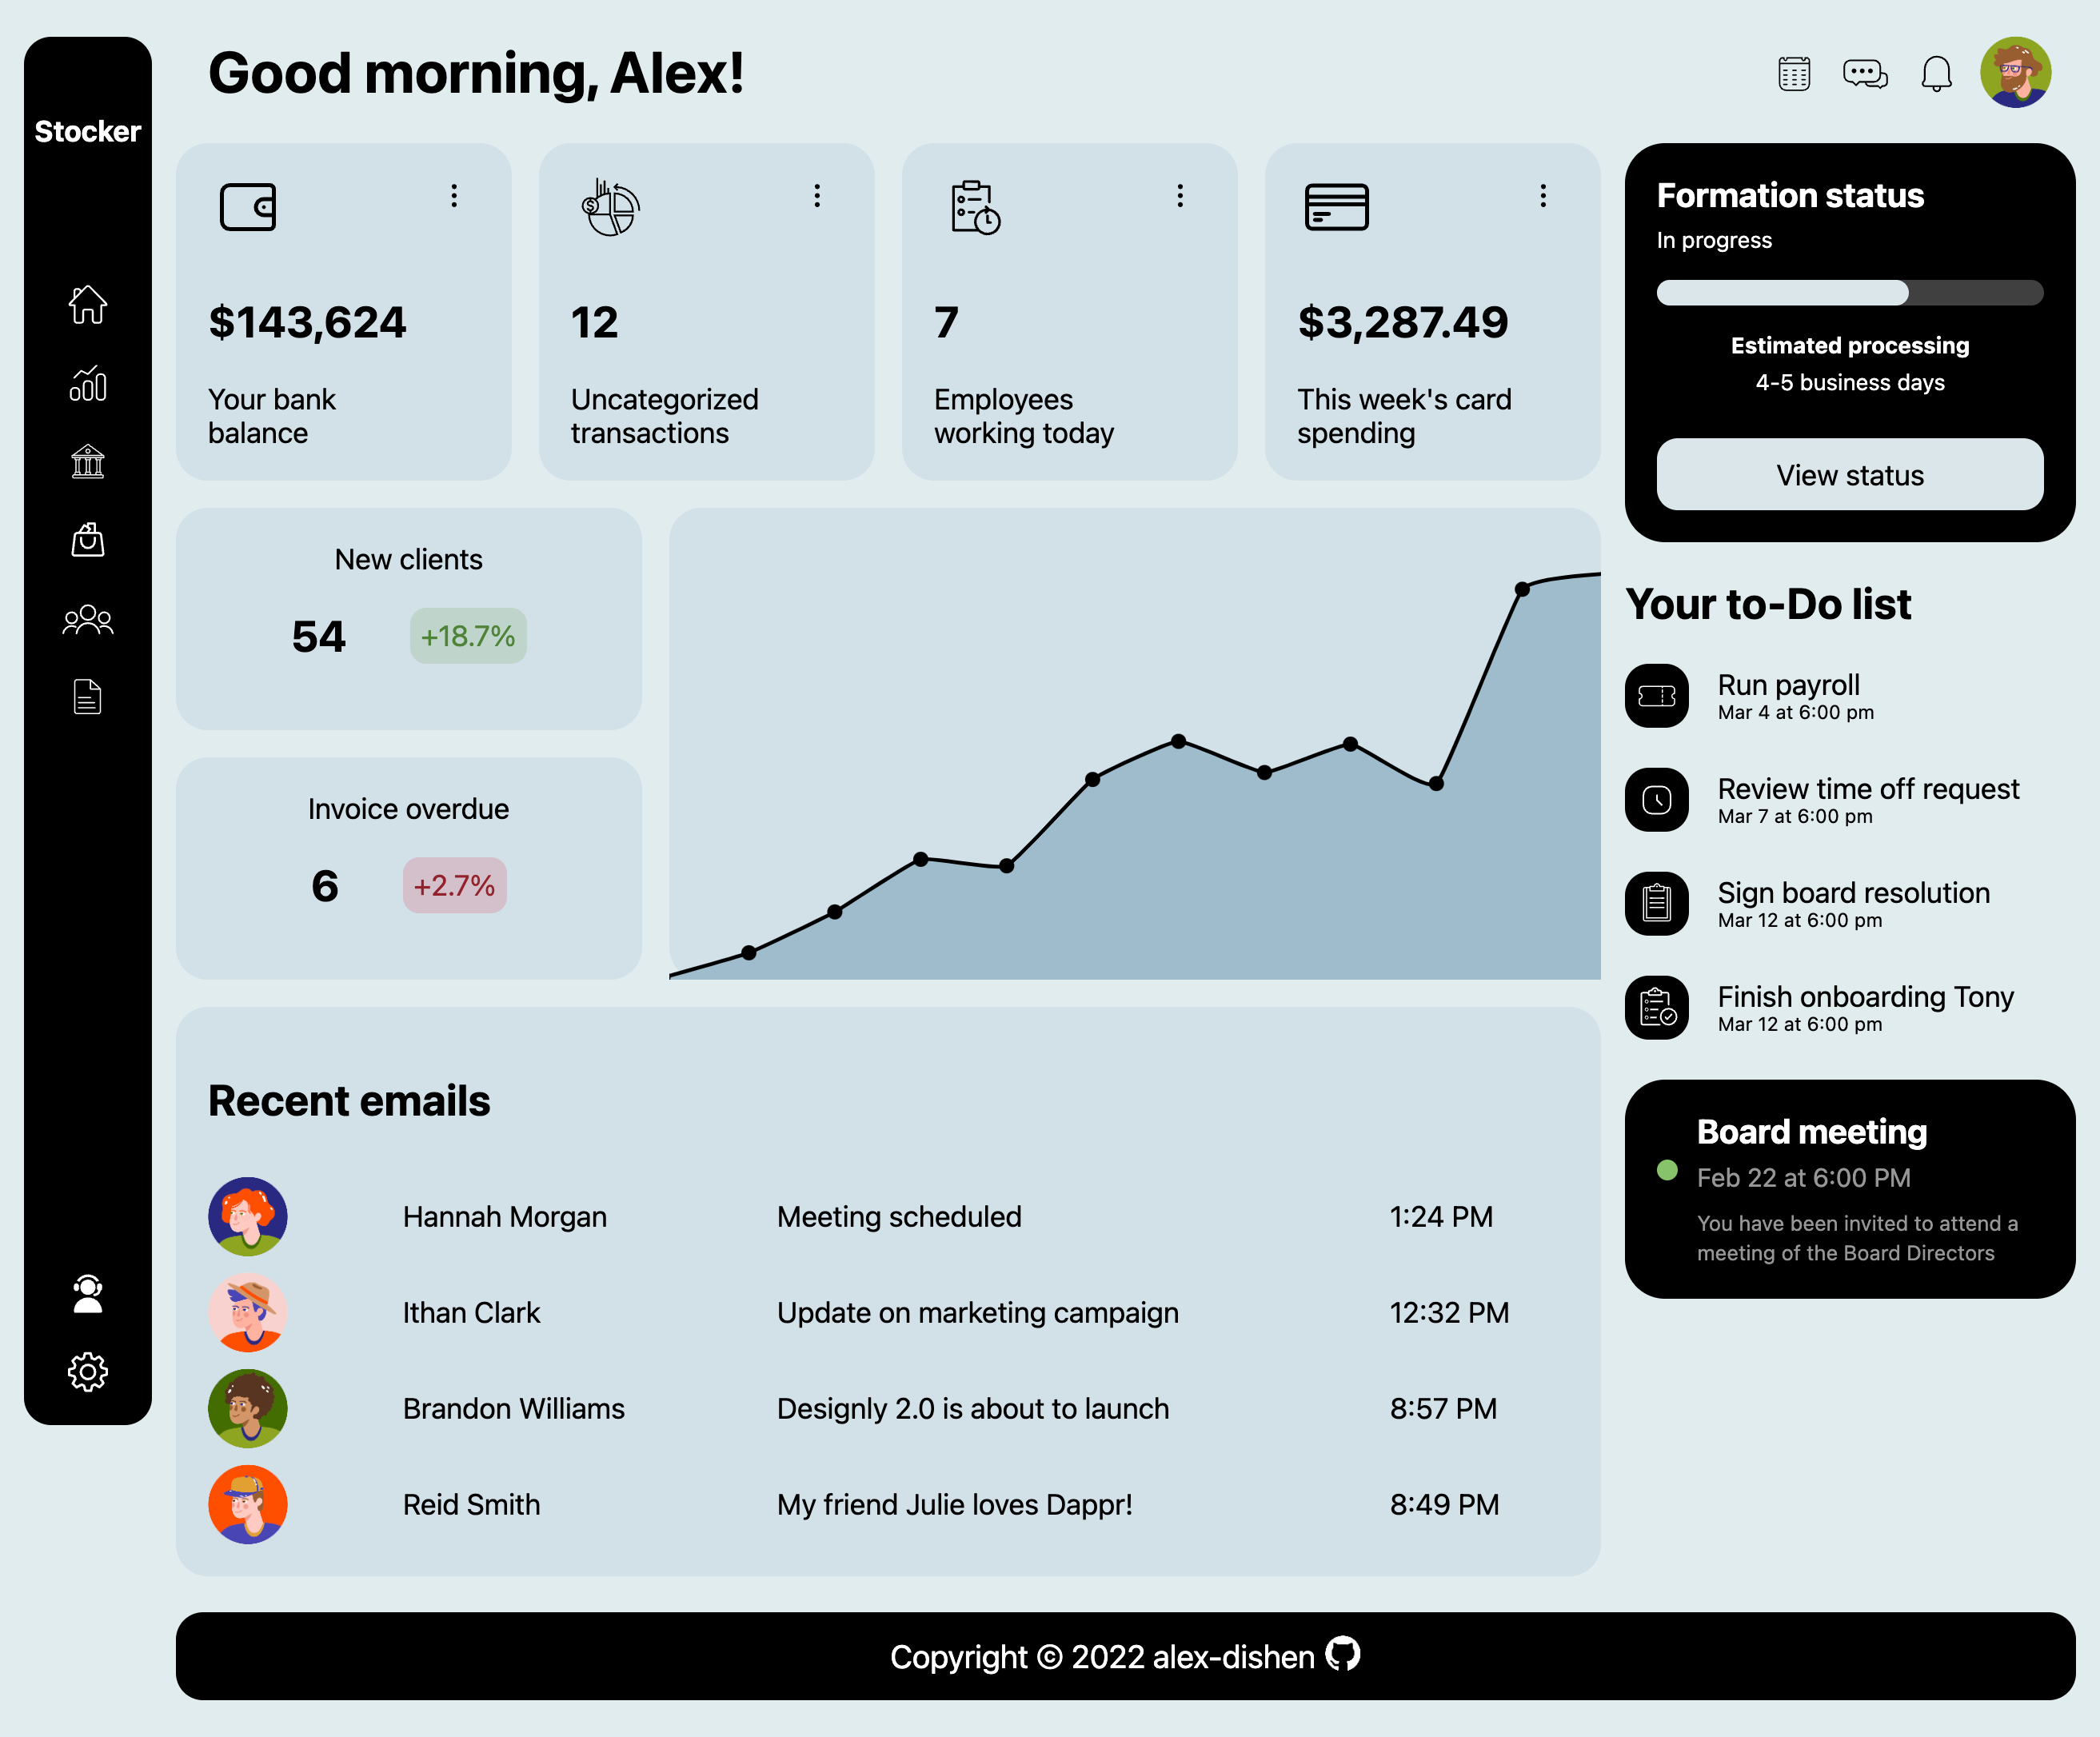 Stocker
Good morning, Alex!
$143,624
Your bank
balance
12
Uncategorized
transactions
7
Employees
working today
$3,287.49
This week's card
spending
Formation status
In progress
Estimated processing
4-5 business days
View status
New clients
54
+18.7%
Invoice overdue
6
+2.7%
Your to-Do list
Run payroll
Mar 4 at 6:00 pm
Review time off request
Mar 7 at 6:00 pm
Sign board resolution
Mar 12 at 6:00 pm
Finish onboarding Tony
Mar 12 at 6:00 pm
Board meeting
Feb 22 at 6:00 PM
You have been invited to attend a
meeting of the Board Directors
Recent emails
Hannah Morgan Meeting scheduled 1:24 PM
Ithan Clark Update on marketing campaign 12:32 PM
Brandon Williams Designly 2.0 is about to launch 8:57 PM
Reid Smith My friend Julie loves Dappr! 8:49 PM
Copyright © 2022 alex-dishen